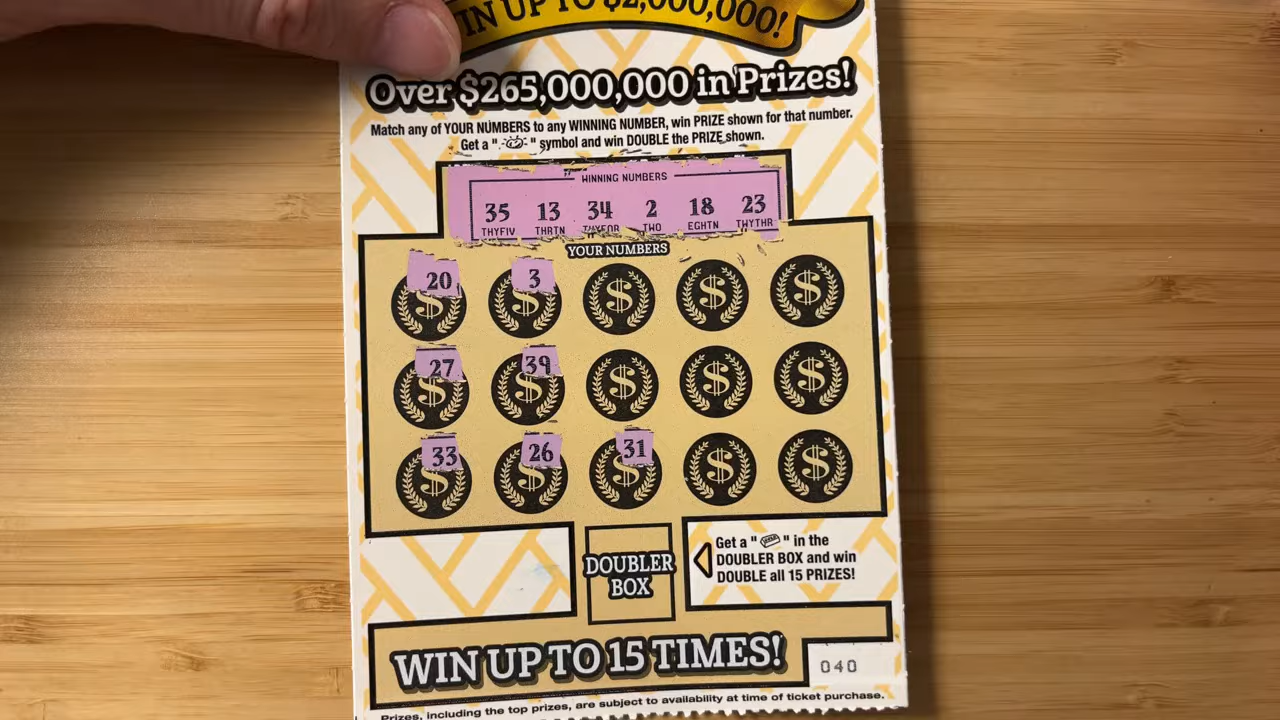 WIN UP TO $2,000,000!
Over $265,000,000 in Prizes!
Match any of YOUR NUMBERS to any WINNING NUMBER, win PRIZE shown for that number.
Get a " " symbol and win DOUBLE the PRIZE shown.
WINNING NUMBERS
35 13 34 2 18 23
THYFIV THRTN THYFOR TWO EGHTN TWYTHR
YOUR NUMBERS
20 3
$ $ $ $ $
27 39
$ $ $ $ $
33 26 31
$ $ $ $ $
Get a " " in the
DOUBLER BOX and win
DOUBLE all 15 PRIZES!
DOUBLER
BOX
WIN UP TO 15 TIMES!
040
Prizes, including the top prizes, are subject to availability at time of ticket purchase.